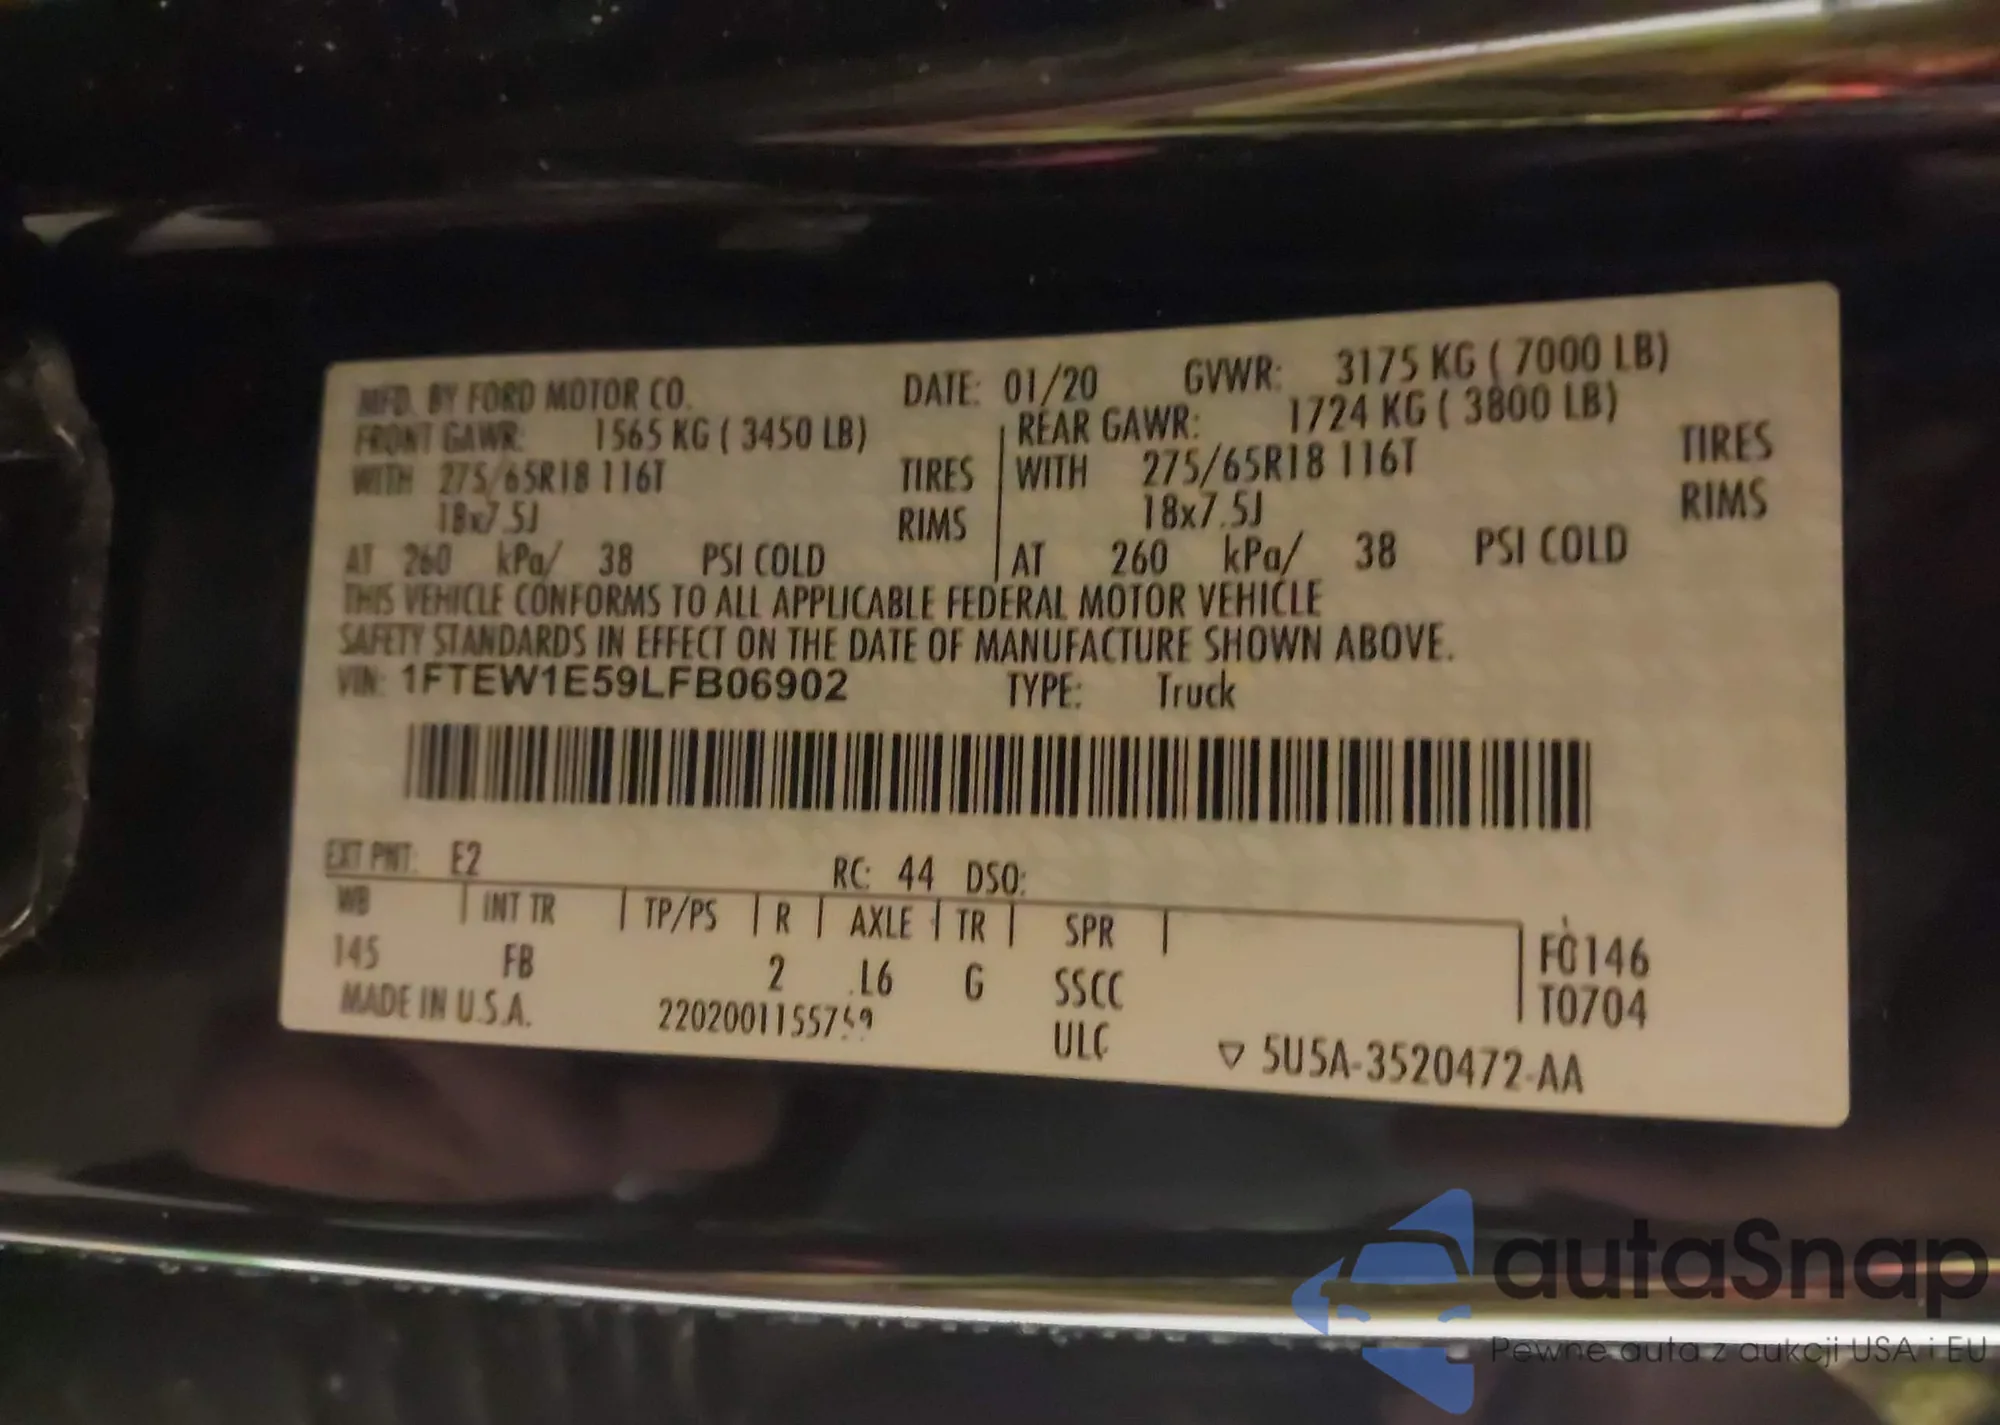 MFD. BY FORD MOTOR CO. DATE: 01/20 GVWR: 3175 KG ( 7000 LB)
FRONT GAWR: 1565 KG ( 3450 LB) REAR GAWR: 1724 KG ( 3800 LB)
WITH 275/65R18 116T TIRES WITH 275/65R18 116T TIRES
18x7.5J RIMS 18x7.5J RIMS
AT 260 kPa/ 38 PSI COLD AT 260 kPa/ 38 PSI COLD
THIS VEHICLE CONFORMS TO ALL APPLICABLE FEDERAL MOTOR VEHICLE
SAFETY STANDARDS IN EFFECT ON THE DATE OF MANUFACTURE SHOWN ABOVE.
VIN: 1FTEW1E59LFB06902 TYPE: Truck
EXT PNT: E2 RC: 44 DSO:
WB INT TR TP/PS R AXLE TR SPR
145 FB 2 L6 G SSCC F0146
MADE IN U.S.A. ULC T0704
▽ 5U5A-3520472-AA
autaSnap
Pewne auta z aukcji USA i EU